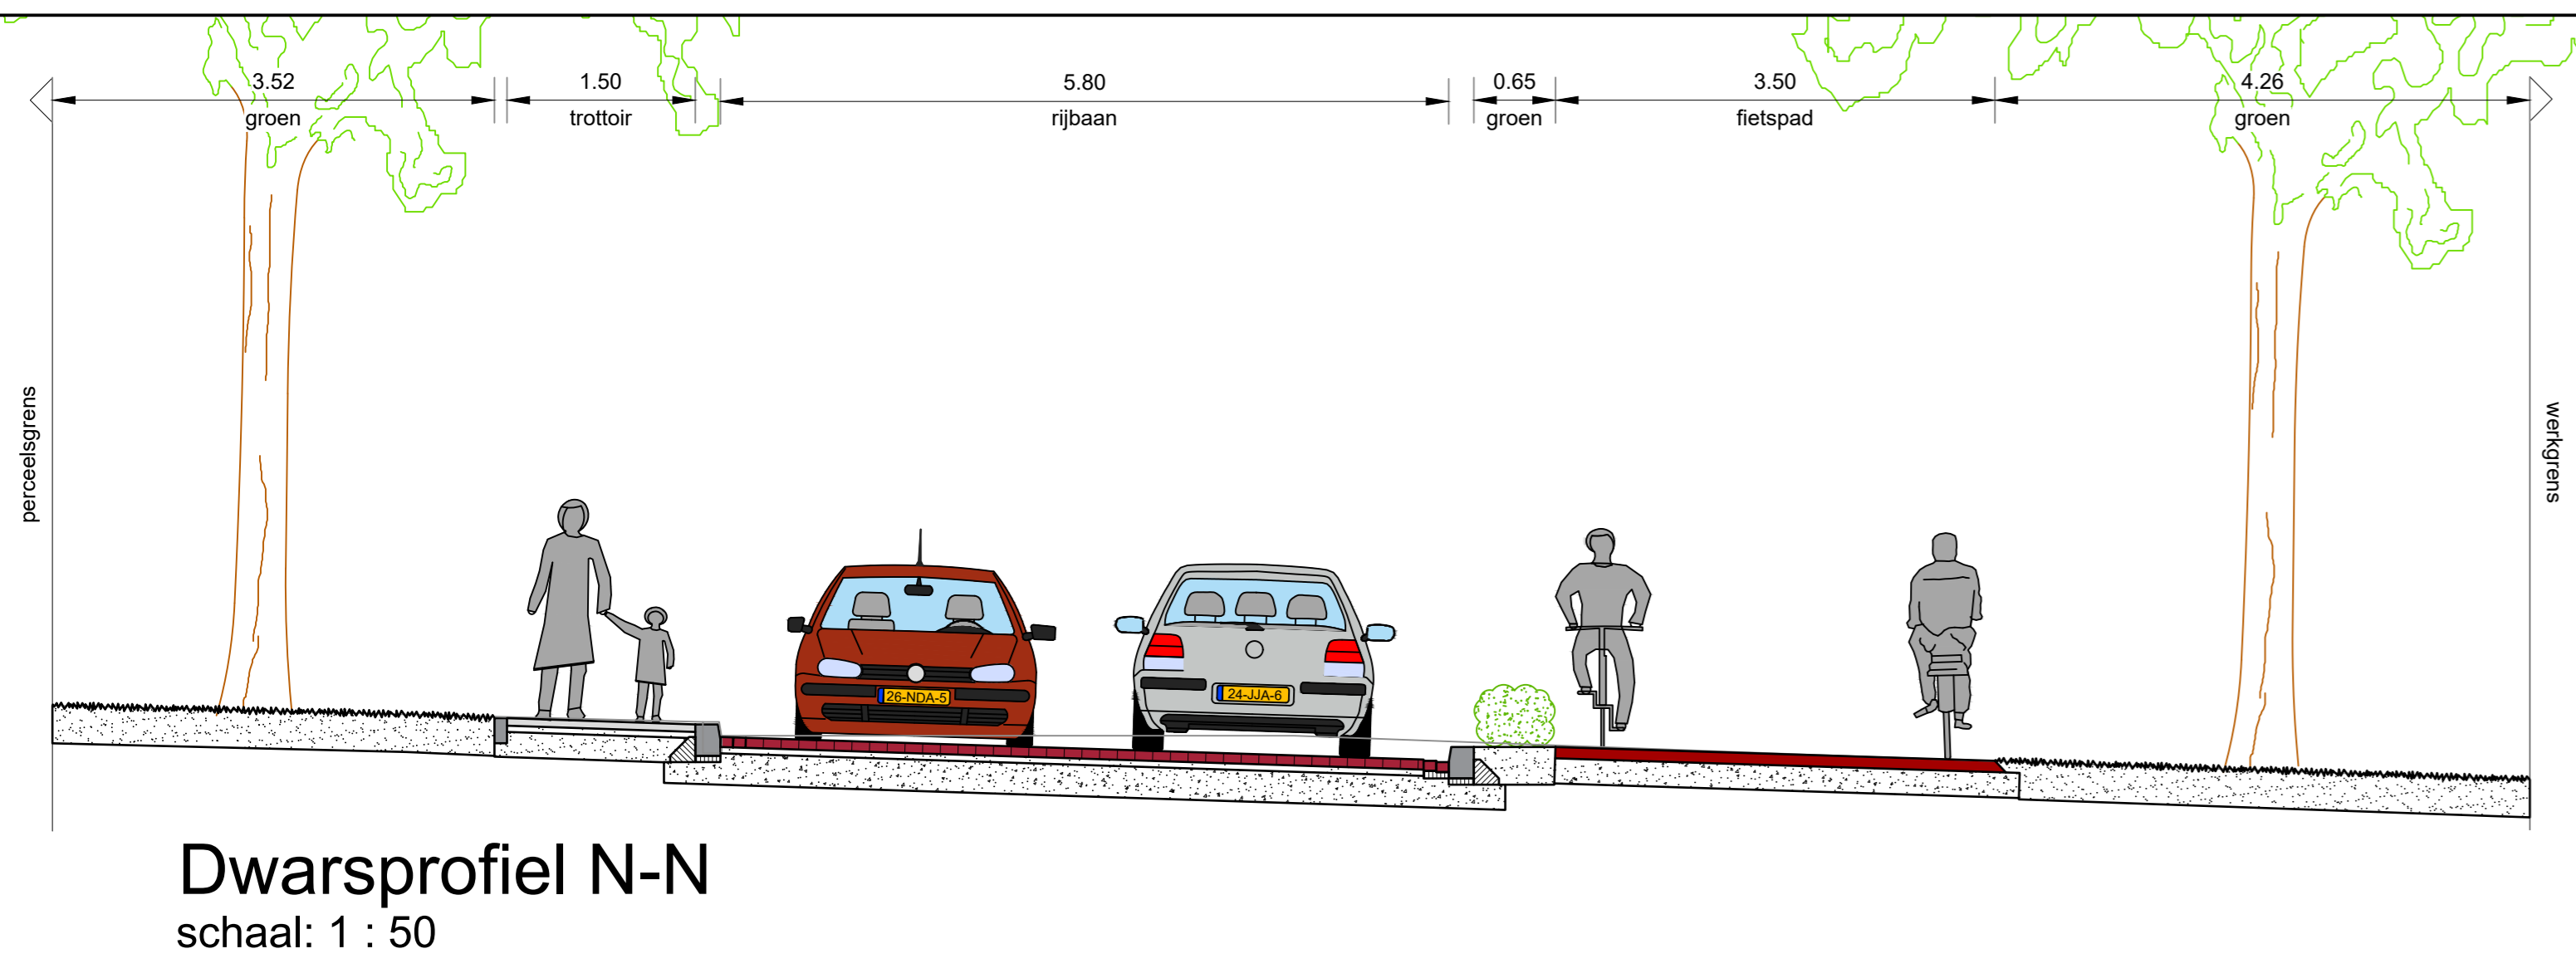 3.52
groen
1.50
trottoir
5.80
rijbaan
0.65
groen
3.50
fietspad
4.26
groen
perceelsgrens
werkgrens
26-NDA-5
24-JJA-6
Dwarsprofiel N-N
schaal: 1 : 50